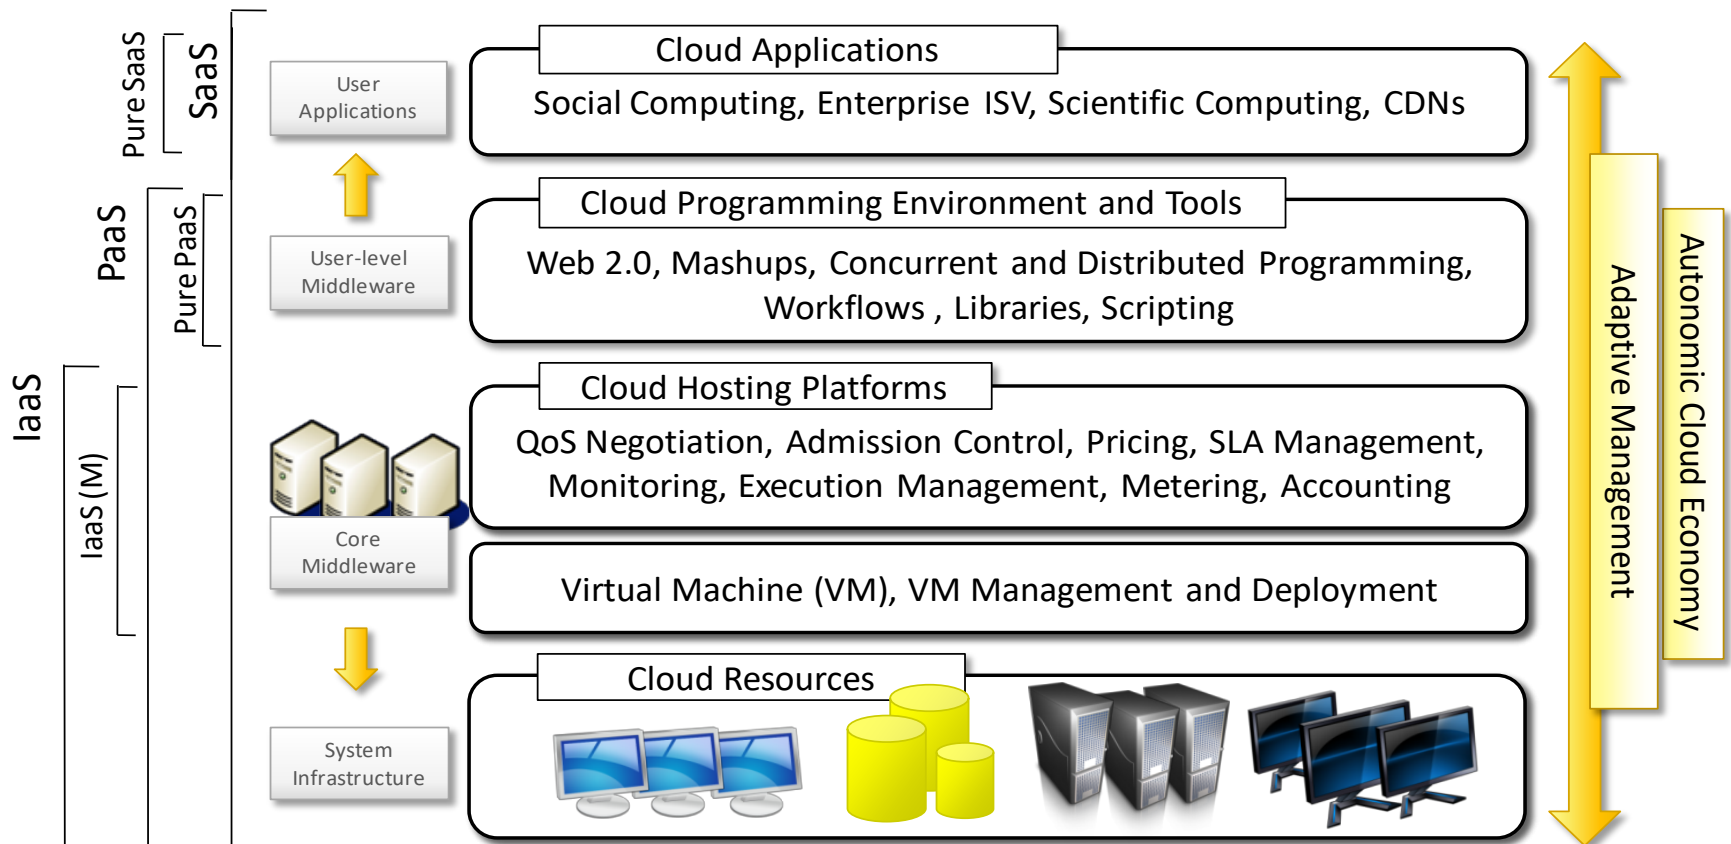 Pure SaaS
SaaS
User
Applications
Cloud Applications
Social Computing, Enterprise ISV, Scientific Computing, CDNs
PaaS
Pure PaaS
User-level
Middleware
Cloud Programming Environment and Tools
Web 2.0, Mashups, Concurrent and Distributed Programming,
Workflows , Libraries, Scripting
IaaS
IaaS (M)
Core
Middleware
Cloud Hosting Platforms
QoS Negotiation, Admission Control, Pricing, SLA Management,
Monitoring, Execution Management, Metering, Accounting
Virtual Machine (VM), VM Management and Deployment
System
Infrastructure
Cloud Resources
Adaptive Management
Autonomic Cloud Economy